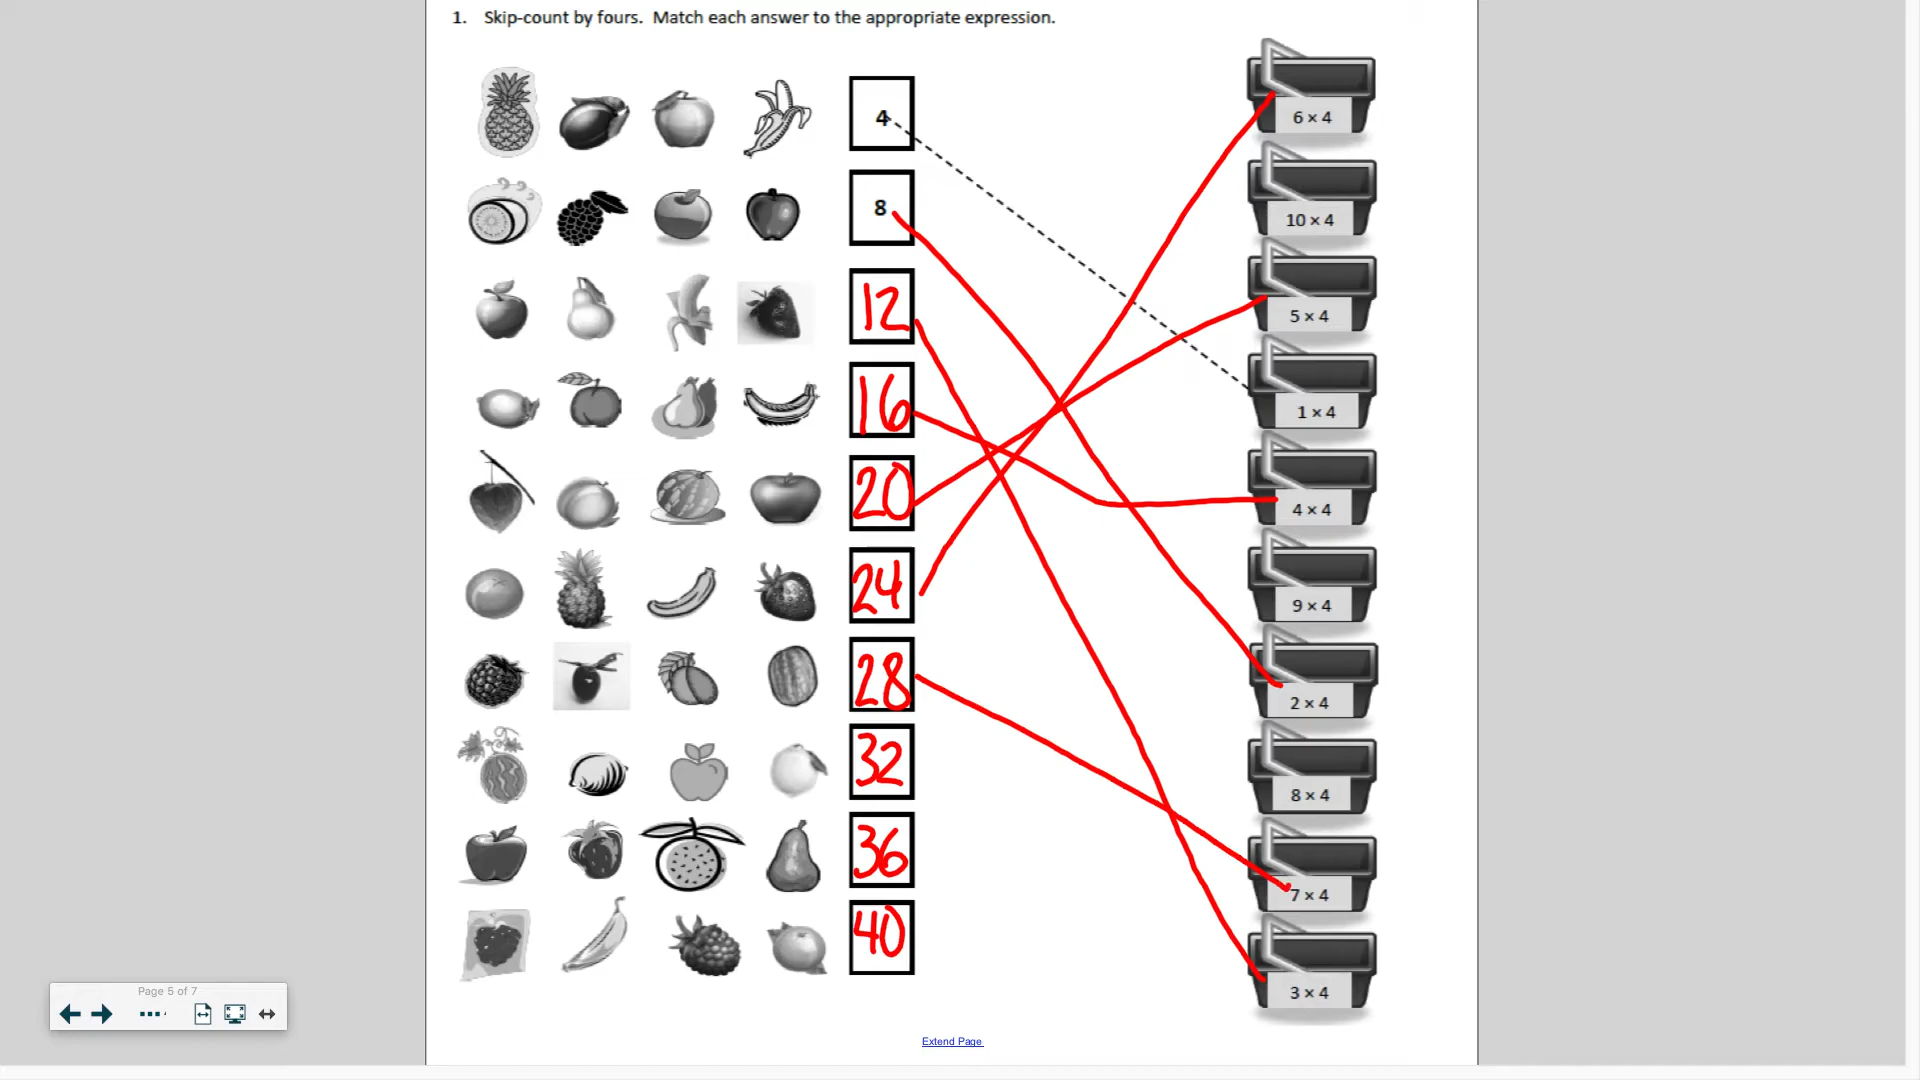 1. Skip-count by fours. Match each answer to the appropriate expression.
4
8
12
16
20
24
28
32
36
40
6 × 4
10 × 4
5 × 4
1 × 4
4 × 4
9 × 4
2 × 4
8 × 4
7 × 4
3 × 4
Page 5 of 7
Extend Page